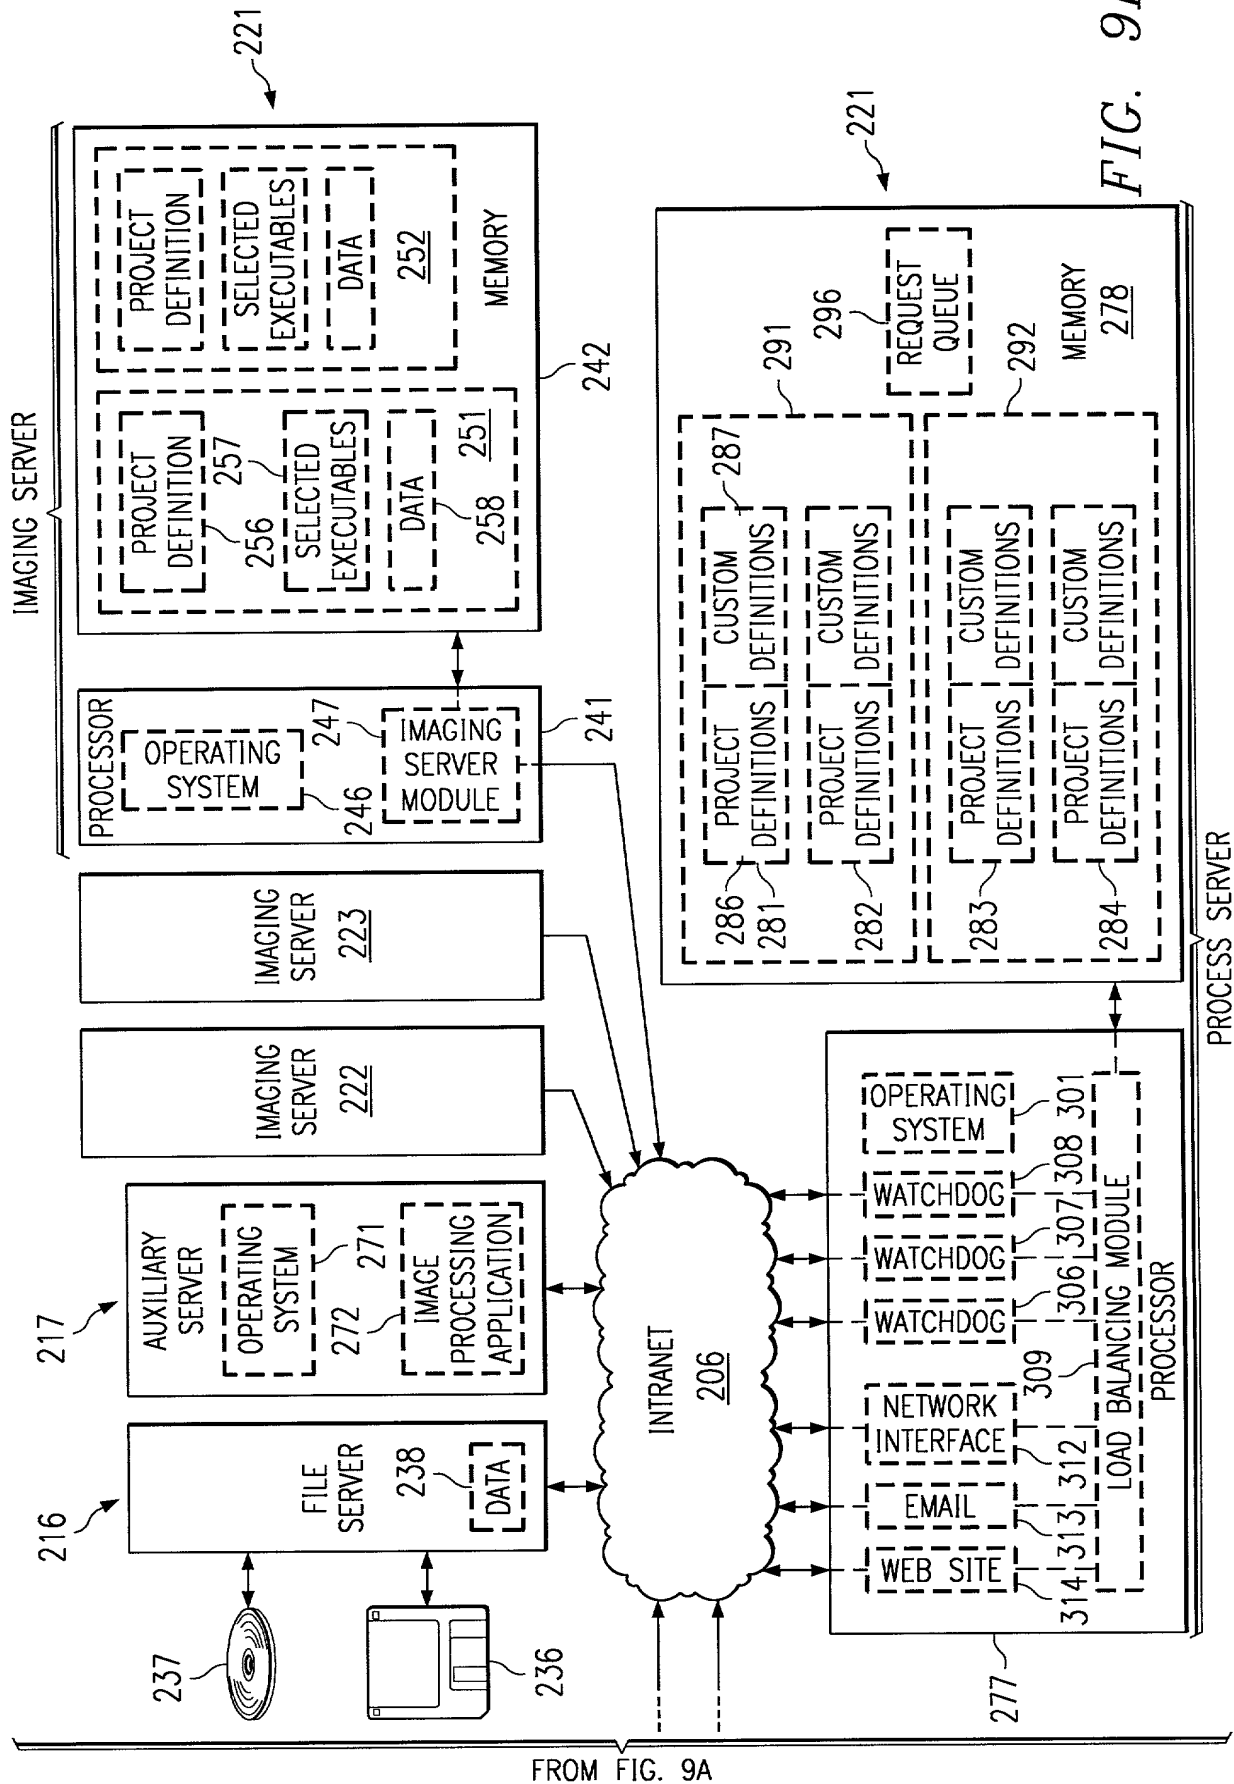 IMAGING SERVER
221
PROJECT
DEFINITION
SELECTED
EXECUTABLES
DATA
252
MEMORY
242
PROJECT
DEFINITION
256
257
SELECTED
EXECUTABLES
DATA
258
251
PROCESSOR
OPERATING
SYSTEM
246
247
IMAGING
SERVER
MODULE
241
IMAGING
SERVER
223
IMAGING
SERVER
222
217
AUXILIARY
SERVER
OPERATING
SYSTEM
271
272
IMAGE
PROCESSING
APPLICATION
216
FILE
SERVER
238
DATA
237
236
INTRANET
206
FROM FIG. 9A
221
PROCESS SERVER
296
REQUEST
QUEUE
MEMORY
278
291
287
PROJECT
DEFINITIONS
CUSTOM
DEFINITIONS
286
281
PROJECT
DEFINITIONS
CUSTOM
DEFINITIONS
282
292
PROJECT
DEFINITIONS
CUSTOM
DEFINITIONS
283
PROJECT
DEFINITIONS
CUSTOM
DEFINITIONS
284
OPERATING
SYSTEM
301
WATCHDOG
308
WATCHDOG
307
WATCHDOG
306
309
NETWORK
INTERFACE
312
EMAIL
313
WEB SITE
314
LOAD BALANCING MODULE
PROCESSOR
277
FIG.